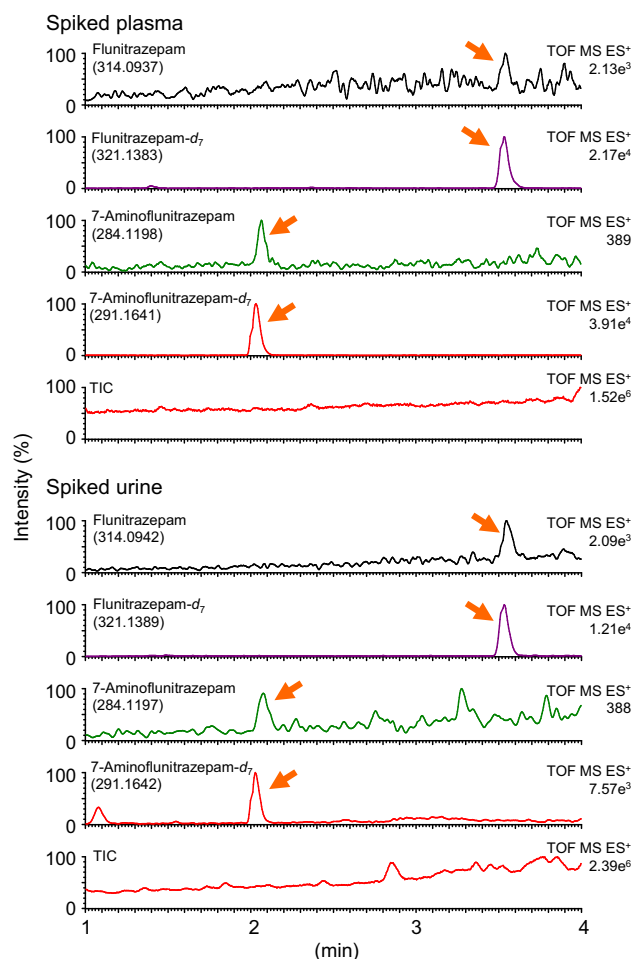 Spiked plasma
Flunitrazepam
(314.0937)
TOF MS ES⁺
2.13e³
100
0
Flunitrazepam-d₇
(321.1383)
TOF MS ES⁺
2.17e⁴
100
0
7-Aminoflunitrazepam
(284.1198)
TOF MS ES⁺
389
100
0
7-Aminoflunitrazepam-d₇
(291.1641)
TOF MS ES⁺
3.91e⁴
100
0
TIC
TOF MS ES⁺
1.52e⁶
100
0
Intensity (%)
Spiked urine
Flunitrazepam
(314.0942)
TOF MS ES⁺
2.09e³
100
0
Flunitrazepam-d₇
(321.1389)
TOF MS ES⁺
1.21e⁴
100
0
7-Aminoflunitrazepam
(284.1197)
TOF MS ES⁺
388
100
0
7-Aminoflunitrazepam-d₇
(291.1642)
TOF MS ES⁺
7.57e³
100
0
TIC
TOF MS ES⁺
2.39e⁶
100
0
1 2 3 4
(min)